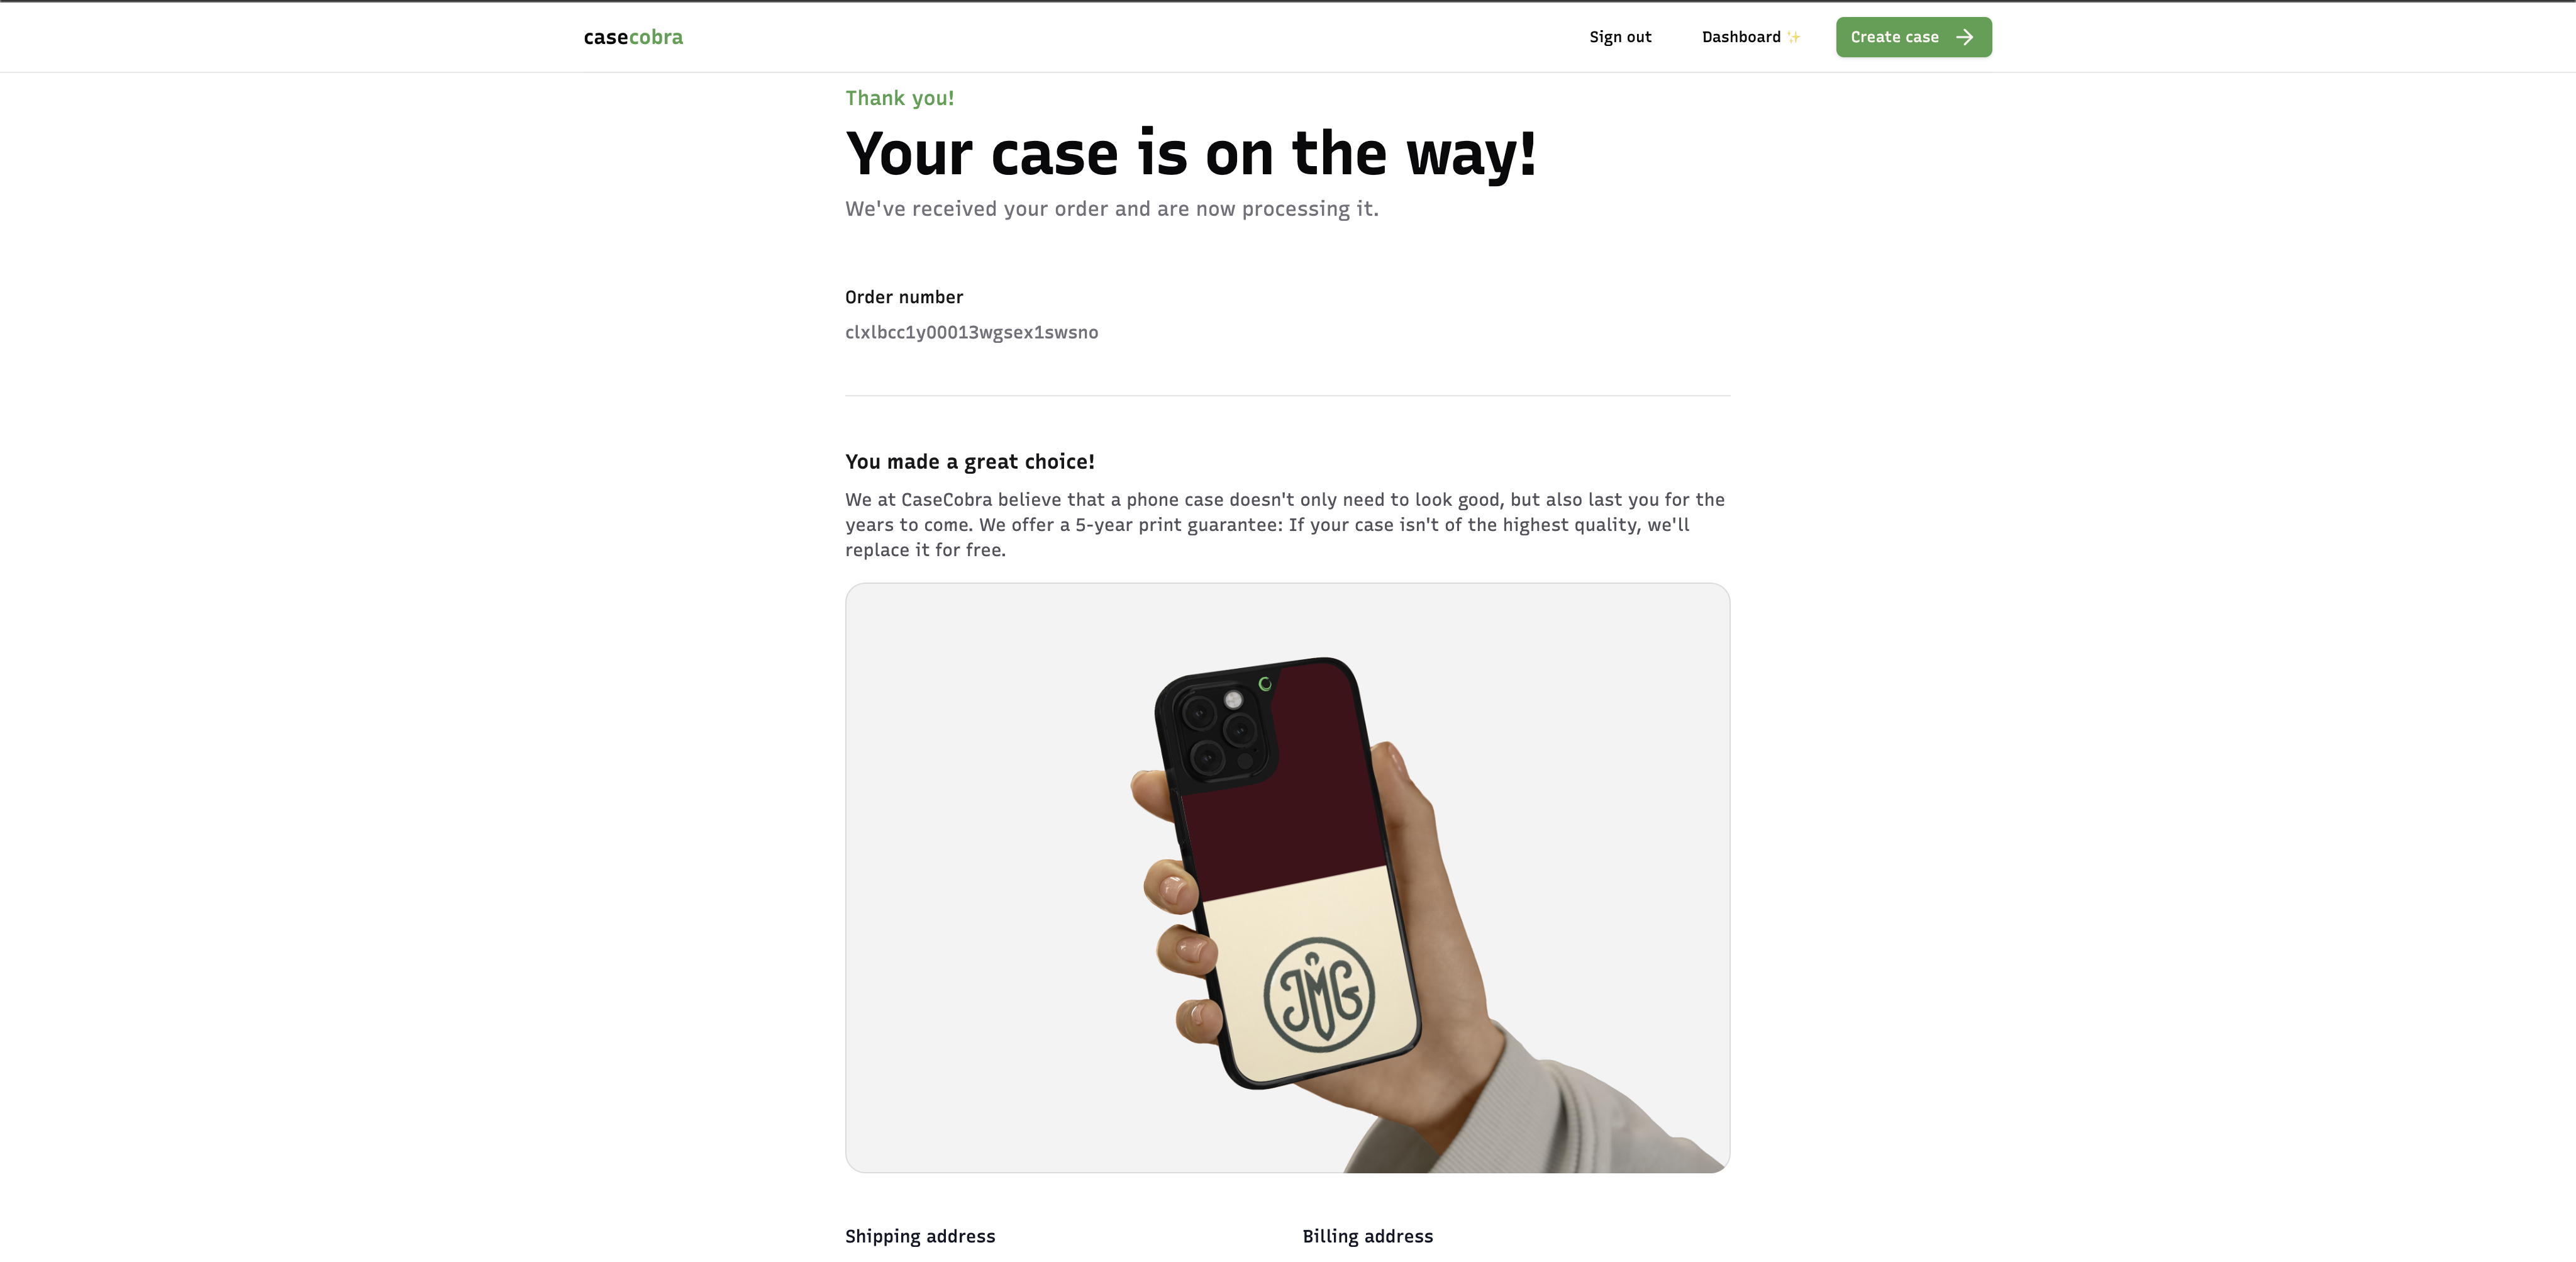 casecobra
Sign out
Dashboard ✨
Create case →
Thank you!
Your case is on the way!
We've received your order and are now processing it.
Order number
clxlbcc1y00013wgsex1swsno
You made a great choice!
We at CaseCobra believe that a phone case doesn't only need to look good, but also last you for the
years to come. We offer a 5-year print guarantee: If your case isn't of the highest quality, we'll
replace it for free.
JMG
Shipping address
Billing address